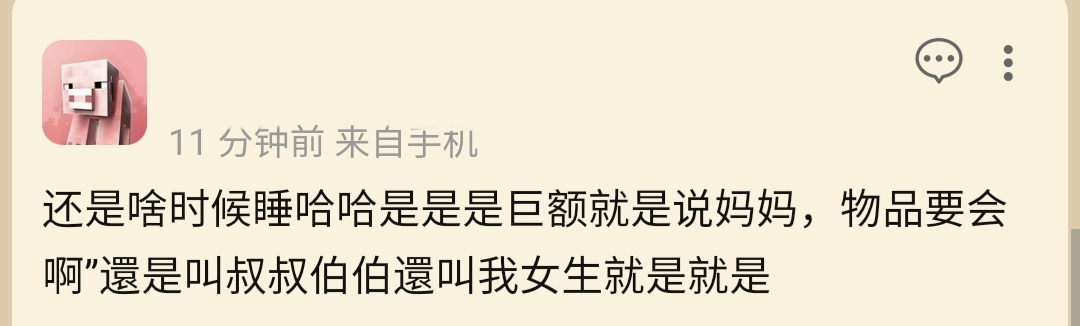 11 分钟前 来自手机
还是啥时候睡哈哈是是是巨额就是说妈妈，物品要会
啊”還是叫叔叔伯伯還叫我女生就是就是